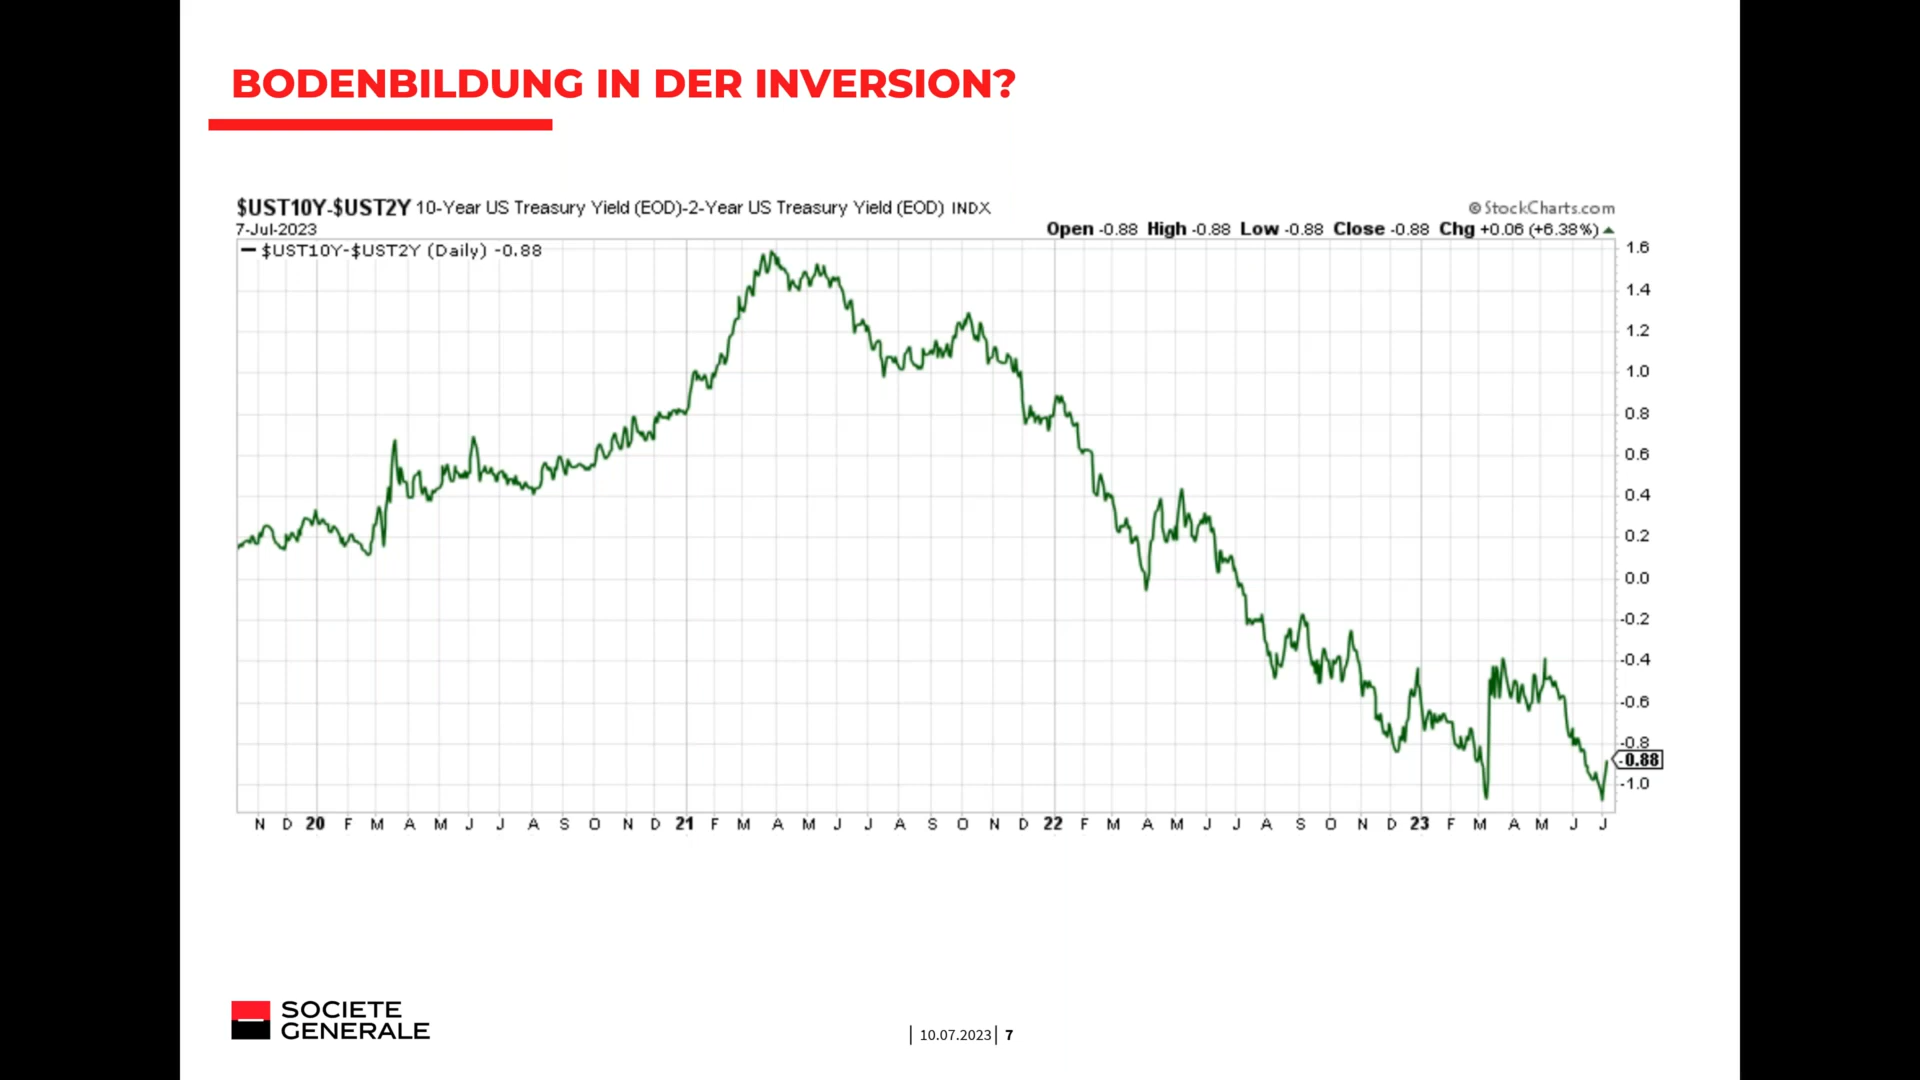 BODENBILDUNG IN DER INVERSION?
$UST10Y-$UST2Y 10-Year US Treasury Yield (EOD)-2-Year US Treasury Yield (EOD) INDX
© StockCharts.com
7-Jul-2023
Open -0.88 High -0.88 Low -0.88 Close -0.88 Chg +0.06 (+6.38%)
$UST10Y-$UST2Y (Daily) -0.88
1.6
1.4
1.2
1.0
0.8
0.6
0.4
0.2
0.0
-0.2
-0.4
-0.6
-0.8
-0.88
-1.0
N D 20 F M A M J J A S O N D 21 F M A M J J A S O N D 22 F M A M J J A S O N D 23 F M A M J J
SOCIETE
GENERALE
| 10.07.2023 | 7